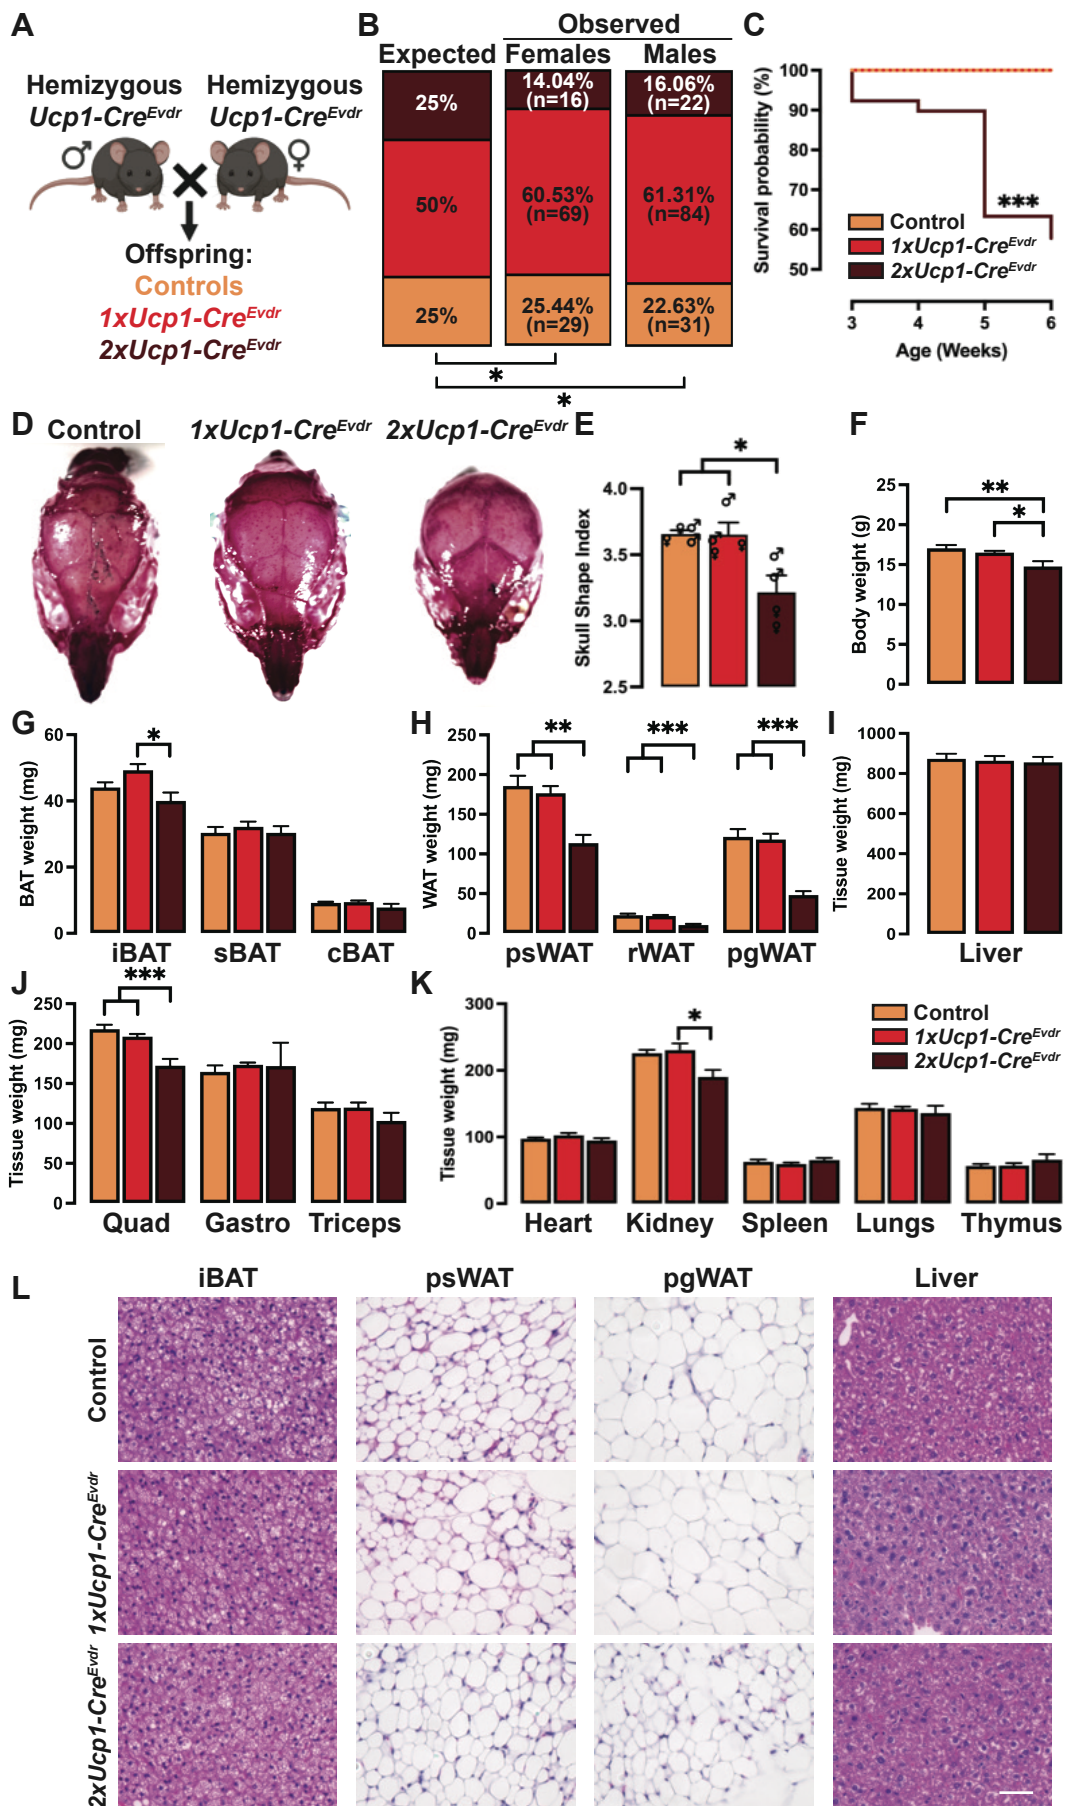 A
Hemizygous
Ucp1-CreEvdr
Hemizygous
Ucp1-CreEvdr
♂
♀
Offspring:
Controls
1xUcp1-CreEvdr
2xUcp1-CreEvdr
B
Observed
Expected
Females
Males
25%
50%
25%
14.04%
(n=16)
60.53%
(n=69)
25.44%
(n=29)
16.06%
(n=22)
61.31%
(n=84)
22.63%
(n=31)
*
*
C
Survival probability (%)
100
90
80
70
60
50
***
Control
1xUcp1-CreEvdr
2xUcp1-CreEvdr
3 4 5 6
Age (Weeks)
D
Control
1xUcp1-CreEvdr
2xUcp1-CreEvdr
E
Skull Shape Index
4.0
3.5
3.0
2.5
*
F
Body weight (g)
25
20
15
10
5
0
**
*
G
BAT weight (mg)
60
40
20
0
*
iBAT sBAT cBAT
H
WAT weight (mg)
250
200
150
100
50
0
** *** ***
psWAT rWAT pgWAT
I
Tissue weight (mg)
1000
800
600
400
200
0
Liver
J
Tissue weight (mg)
250
200
150
100
50
0
***
Quad Gastro Triceps
K
Tissue weight (mg)
300
200
100
0
*
Control
1xUcp1-CreEvdr
2xUcp1-CreEvdr
Heart Kidney Spleen Lungs Thymus
L
iBAT psWAT pgWAT Liver
Control
1xUcp1-CreEvdr
2xUcp1-CreEvdr